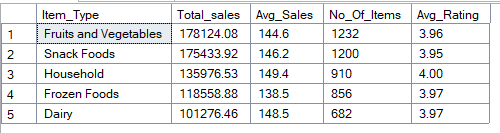 Item_Type Total_sales Avg_Sales No_Of_Items Avg_Rating
1 Fruits and Vegetables 178124.08 144.6 1232 3.96
2 Snack Foods 175433.92 146.2 1200 3.95
3 Household 135976.53 149.4 910 4.00
4 Frozen Foods 118558.88 138.5 856 3.97
5 Dairy 101276.46 148.5 682 3.97